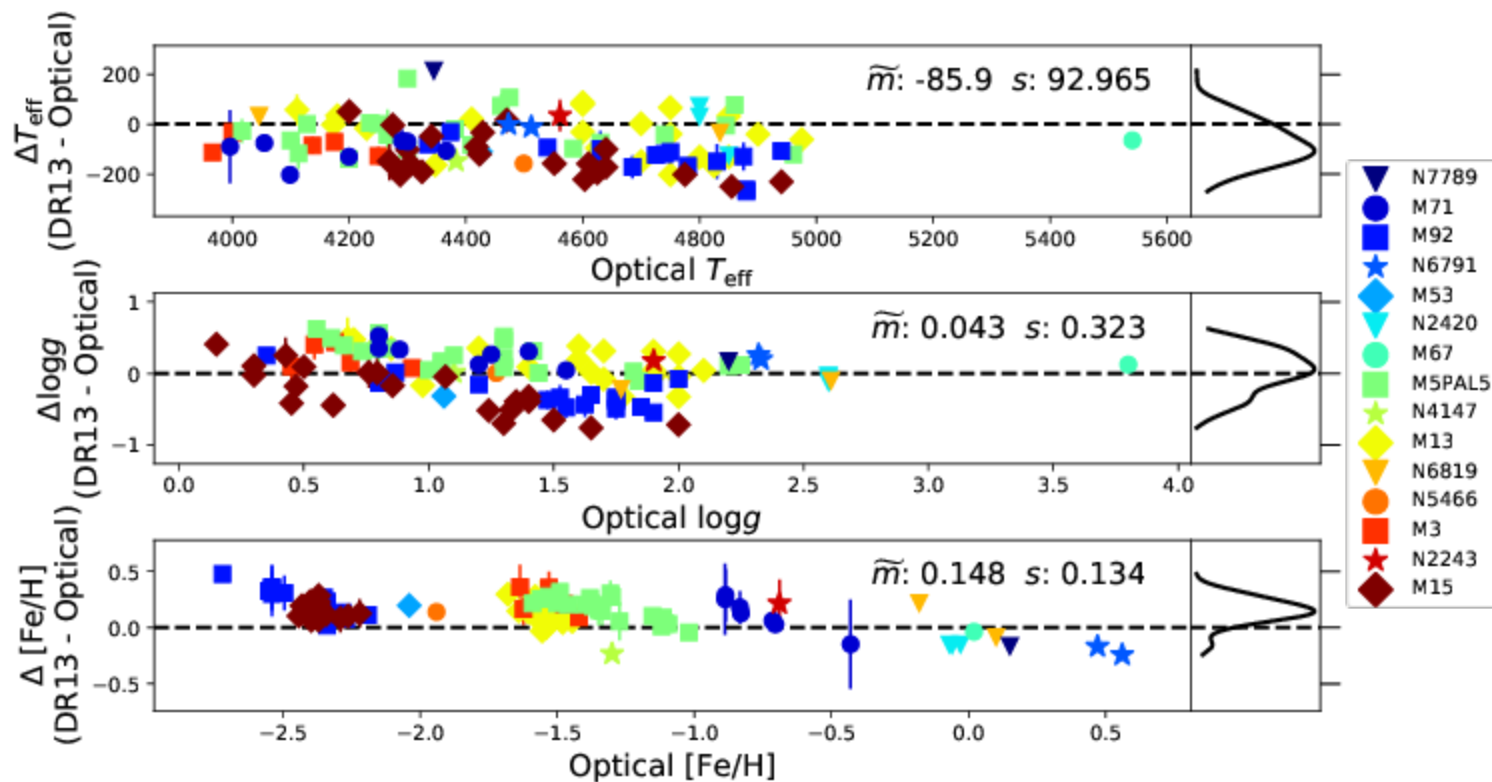 ΔT_eff
(DR13 - Optical)
200
0
−200
m̃: -85.9 s: 92.965
4000 4200 4400 4600 4800 5000 5200 5400 5600
Optical T_eff
Δlogg
(DR13 - Optical)
1
0
−1
m̃: 0.043 s: 0.323
0.0 0.5 1.0 1.5 2.0 2.5 3.0 3.5 4.0
Optical logg
Δ [Fe/H]
(DR13 - Optical)
0.5
0.0
−0.5
m̃: 0.148 s: 0.134
−2.5 −2.0 −1.5 −1.0 −0.5 0.0 0.5
Optical [Fe/H]
N7789
M71
M92
N6791
M53
N2420
M67
M5PAL5
N4147
M13
N6819
N5466
M3
N2243
M15